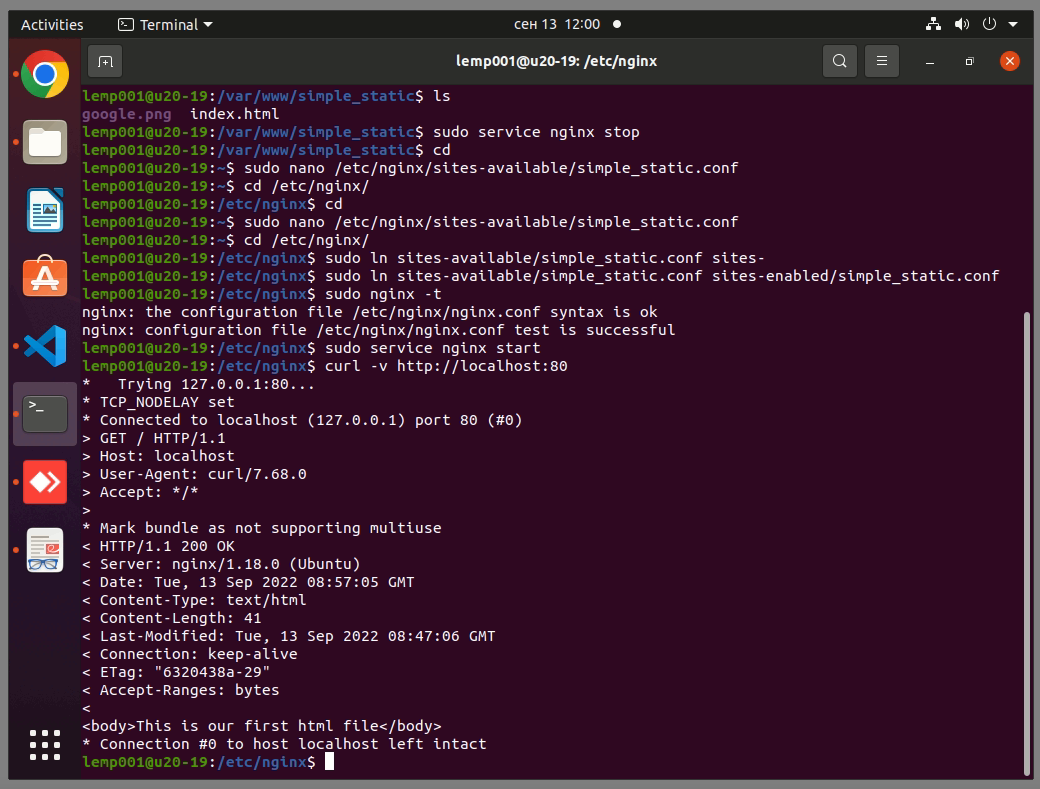 Activities Terminal сен 13 12:00
lemp001@u20-19: /etc/nginx
lemp001@u20-19:/var/www/simple_static$ ls
google.png  index.html
lemp001@u20-19:/var/www/simple_static$ sudo service nginx stop
lemp001@u20-19:/var/www/simple_static$ cd
lemp001@u20-19:~$ sudo nano /etc/nginx/sites-available/simple_static.conf
lemp001@u20-19:~$ cd /etc/nginx/
lemp001@u20-19:/etc/nginx$ cd
lemp001@u20-19:~$ sudo nano /etc/nginx/sites-available/simple_static.conf
lemp001@u20-19:~$ cd /etc/nginx/
lemp001@u20-19:/etc/nginx$ sudo ln sites-available/simple_static.conf sites-
lemp001@u20-19:/etc/nginx$ sudo ln sites-available/simple_static.conf sites-enabled/simple_static.conf
lemp001@u20-19:/etc/nginx$ sudo nginx -t
nginx: the configuration file /etc/nginx/nginx.conf syntax is ok
nginx: configuration file /etc/nginx/nginx.conf test is successful
lemp001@u20-19:/etc/nginx$ sudo service nginx start
lemp001@u20-19:/etc/nginx$ curl -v http://localhost:80
*   Trying 127.0.0.1:80...
* TCP_NODELAY set
* Connected to localhost (127.0.0.1) port 80 (#0)
> GET / HTTP/1.1
> Host: localhost
> User-Agent: curl/7.68.0
> Accept: */*
>
* Mark bundle as not supporting multiuse
< HTTP/1.1 200 OK
< Server: nginx/1.18.0 (Ubuntu)
< Date: Tue, 13 Sep 2022 08:57:05 GMT
< Content-Type: text/html
< Content-Length: 41
< Last-Modified: Tue, 13 Sep 2022 08:47:06 GMT
< Connection: keep-alive
< ETag: "6320438a-29"
< Accept-Ranges: bytes
<
<body>This is our first html file</body>
* Connection #0 to host localhost left intact
lemp001@u20-19:/etc/nginx$